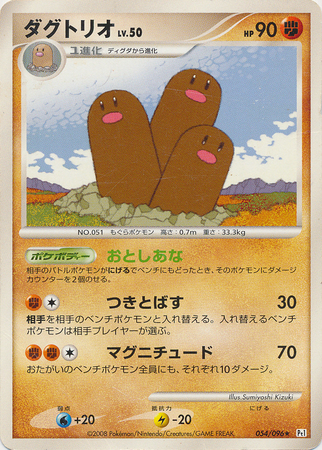 ダグトリオ LV.50 HP 90
1進化 ディグダから進化
NO.051 もぐらポケモン 高さ:0.7m 重さ:33.3kg
ポケボディー おとしあな
相手のバトルポケモンがにげるでベンチにもどったとき、そのポケモンにダメージ
カウンターを2個のせる。
つきとばす 30
相手を相手のベンチポケモンと入れ替える。入れ替えるベンチ
ポケモンは相手プレイヤーが選ぶ。
マグニチュード 70
おたがいのベンチポケモン全員にも、それぞれ10ダメージ。
Illus.Sumiyoshi Kizuki
弱点 抵抗力 にげる
+20 -20
©2008 Pokémon/Nintendo/Creatures/GAME FREAK. 054/096★ Pt1